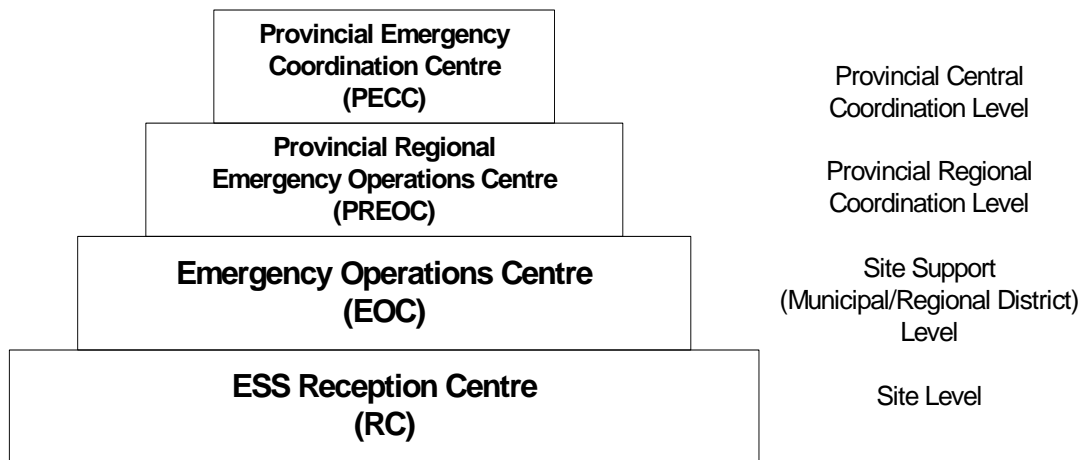 Provincial Emergency
Coordination Centre
(PECC)
Provincial Central
Coordination Level
Provincial Regional
Emergency Operations Centre
(PREOC)
Provincial Regional
Coordination Level
Emergency Operations Centre
(EOC)
Site Support
(Municipal/Regional District)
Level
ESS Reception Centre
(RC)
Site Level